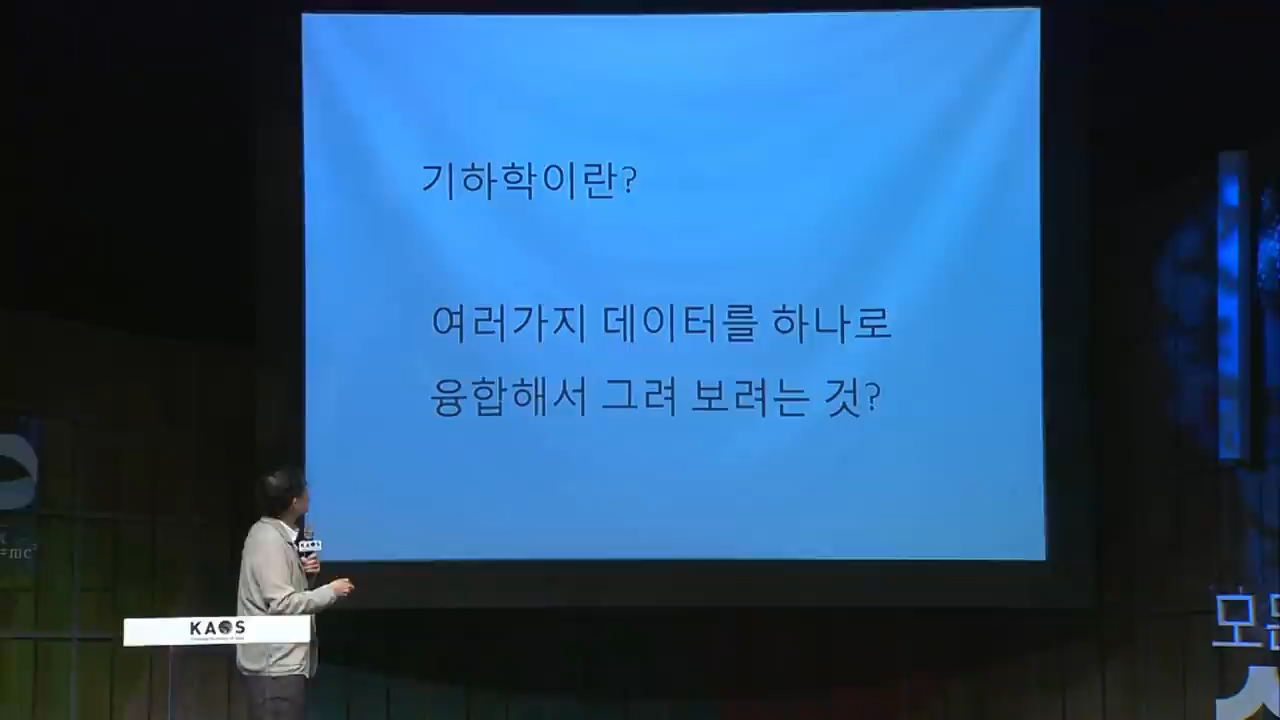 기하학이란?
여러가지 데이터를 하나로
융합해서 그려 보려는 것?
KAOS
KAOS
=mc²